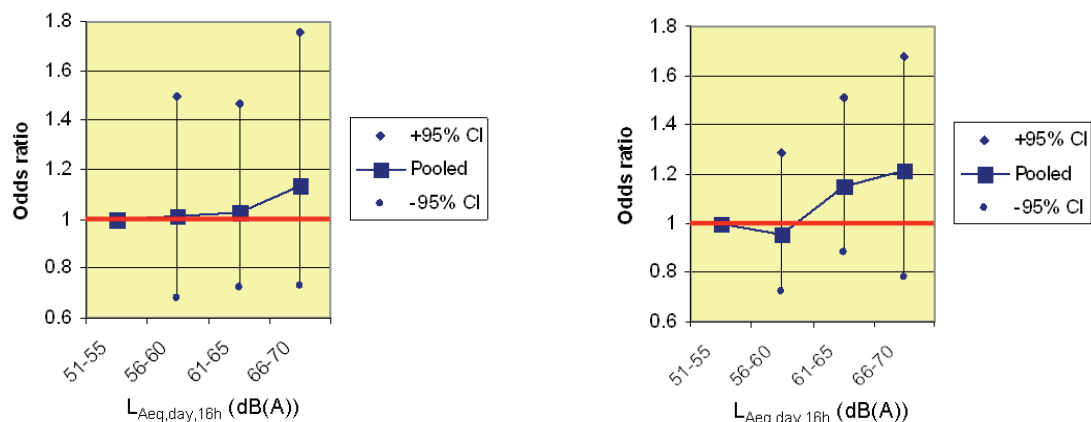 1.8
1.6
1.4
1.2
1
0.8
0.6
Odds ratio
51-55
56-60
61-65
66-70
LAeq,day,16h (dB(A))
+95% CI
Pooled
-95% CI
1.8
1.6
1.4
1.2
1
0.8
0.6
Odds ratio
51-55
56-60
61-65
66-70
LAeq,day,16h (dB(A))
+95% CI
Pooled
-95% CI